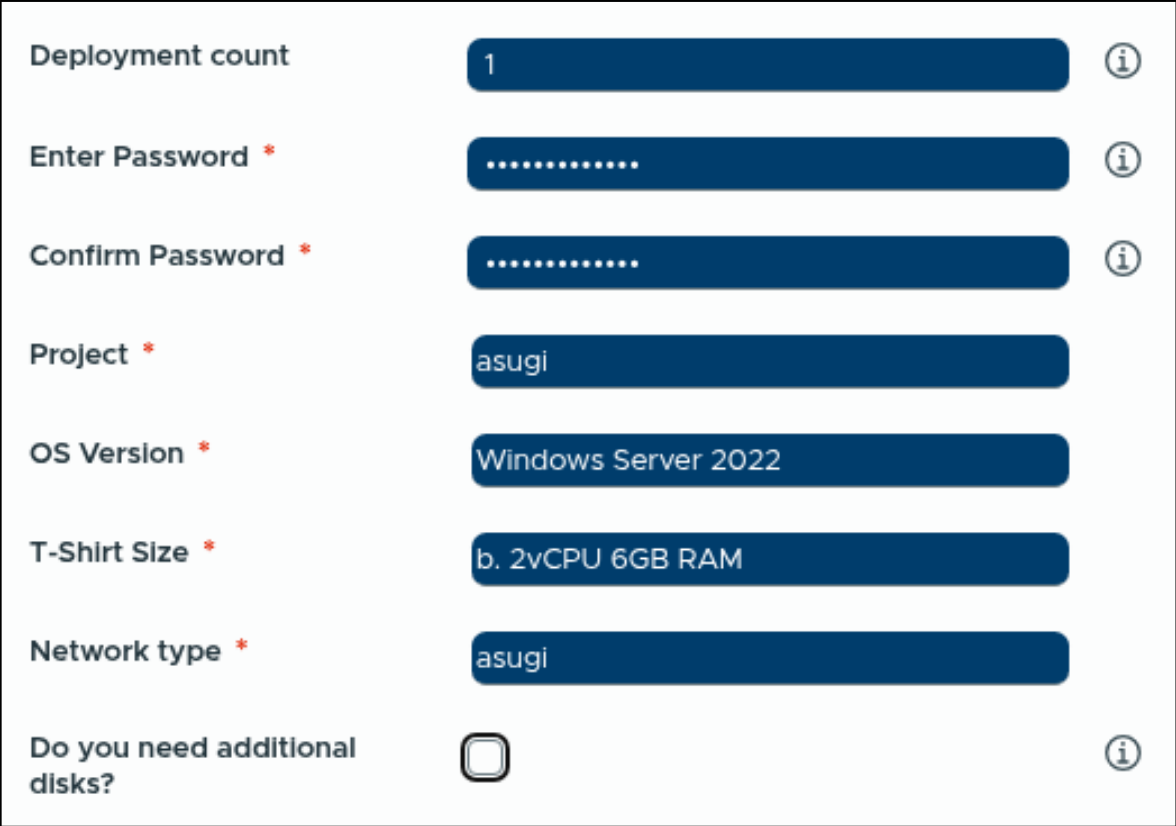 Deployment count
1
Enter Password *
•••••••••••••
Confirm Password *
•••••••••••••
Project *
asugi
OS Version *
Windows Server 2022
T-Shirt Size *
b. 2vCPU 6GB RAM
Network type *
asugi
Do you need additional
disks?